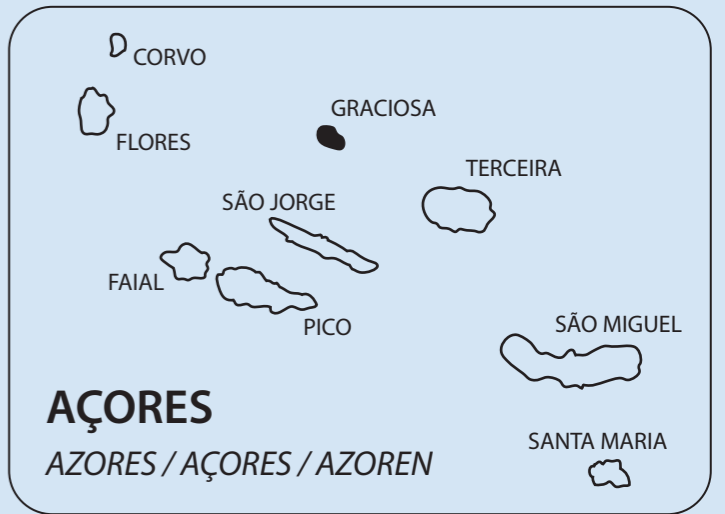 CORVO
GRACIOSA
FLORES
TERCEIRA
SÃO JORGE
FAIAL
PICO
SÃO MIGUEL
AÇORES
SANTA MARIA
AZORES / AÇORES / AZOREN